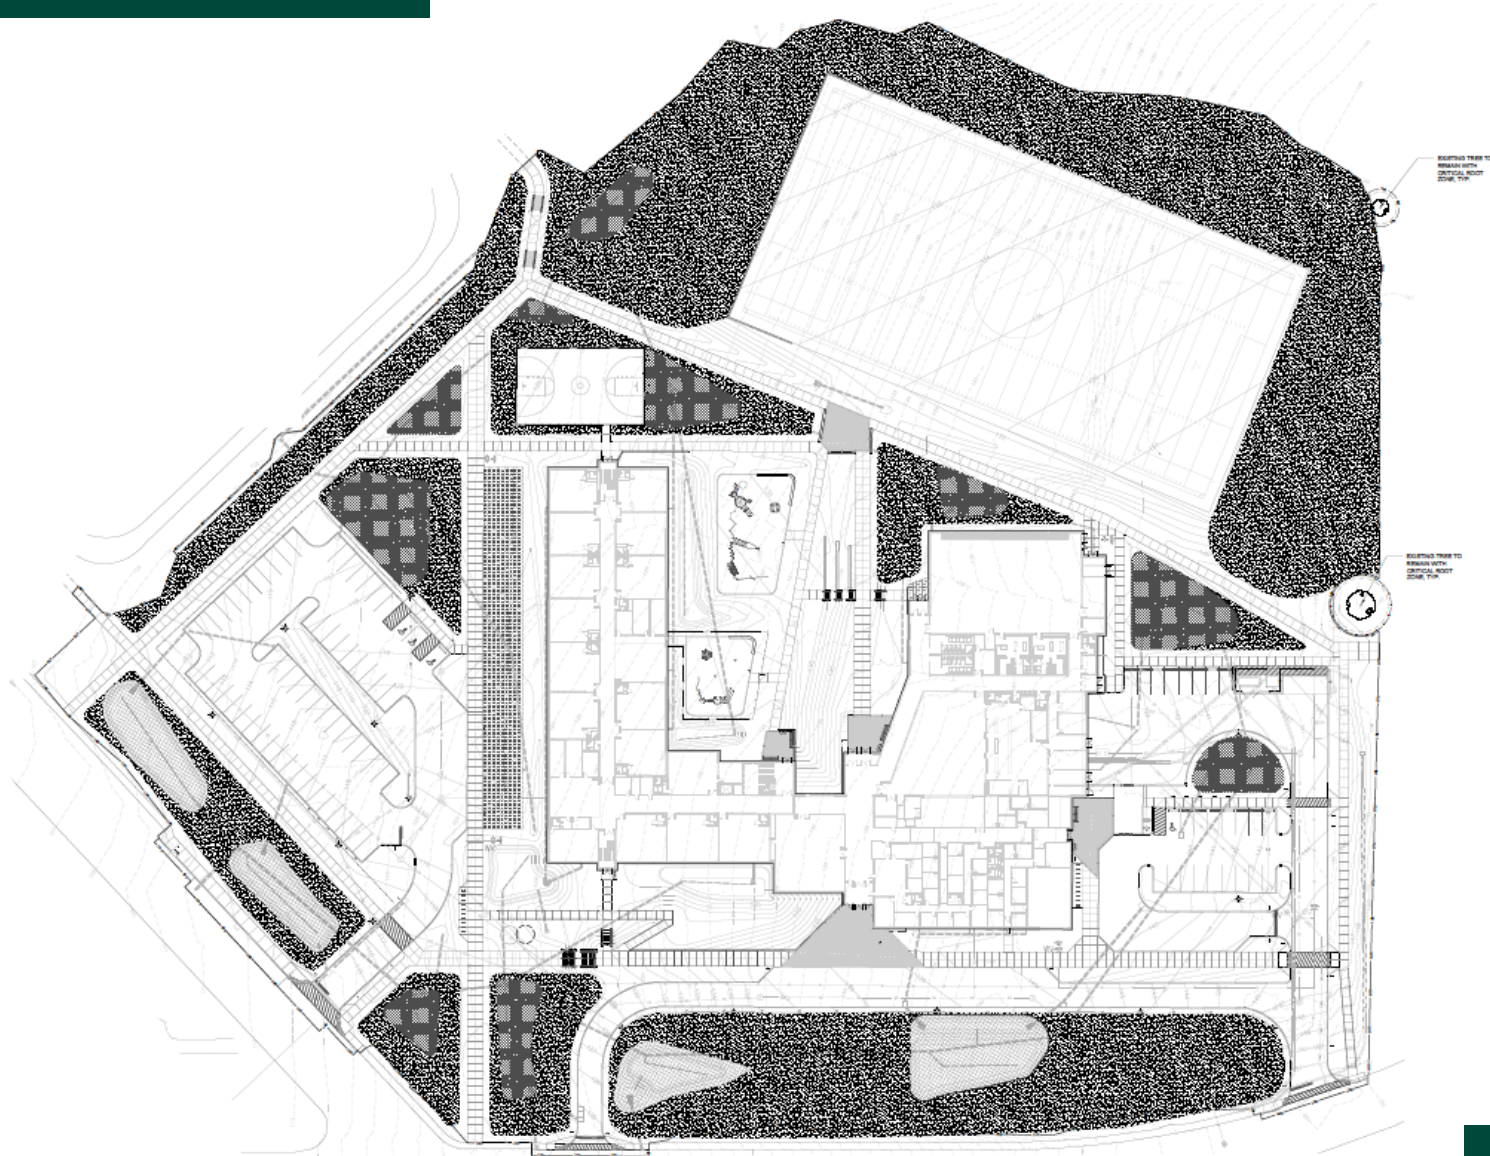 EXISTING TREE TO
REMAIN WITH
CRITICAL ROOT
ZONE, TYP.
EXISTING TREE TO
REMAIN WITH
CRITICAL ROOT
ZONE, TYP.